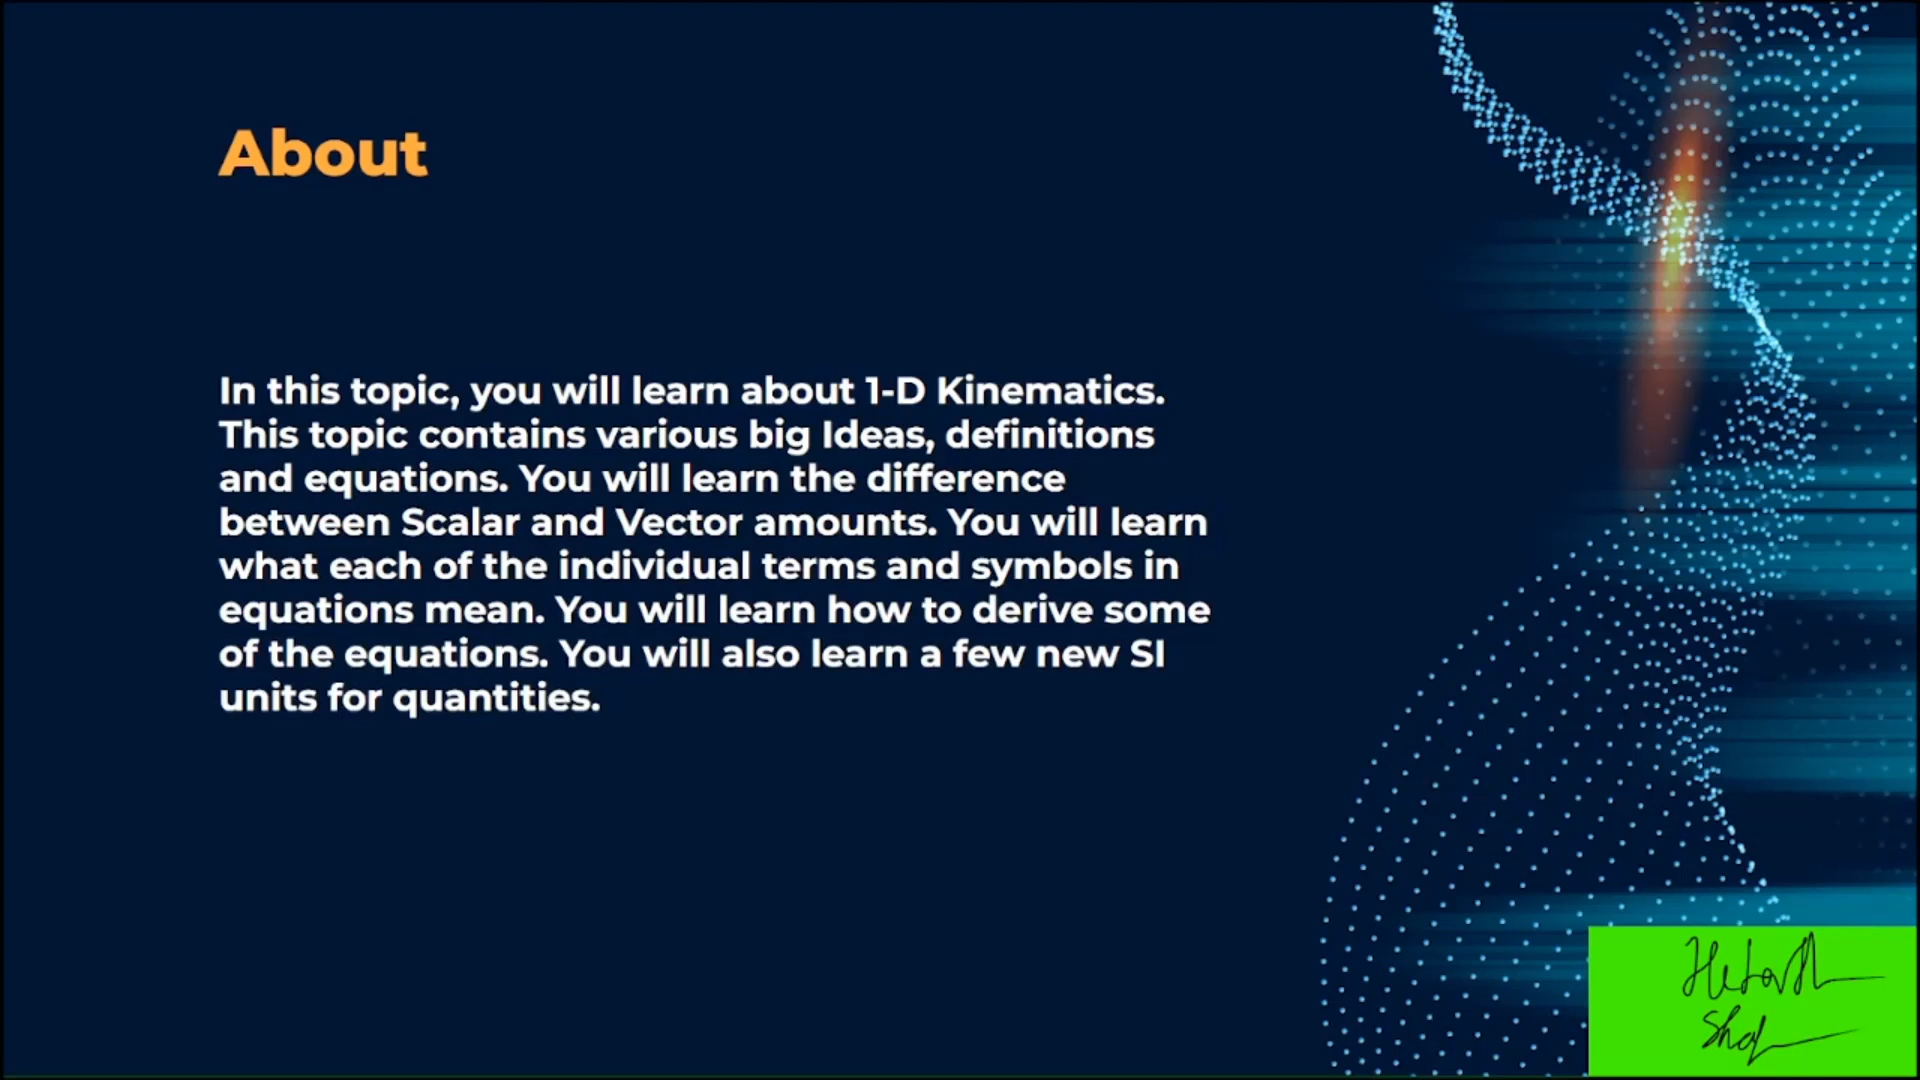 About
In this topic, you will learn about 1-D Kinematics.
This topic contains various big Ideas, definitions
and equations. You will learn the difference
between Scalar and Vector amounts. You will learn
what each of the individual terms and symbols in
equations mean. You will learn how to derive some
of the equations. You will also learn a few new SI
units for quantities.